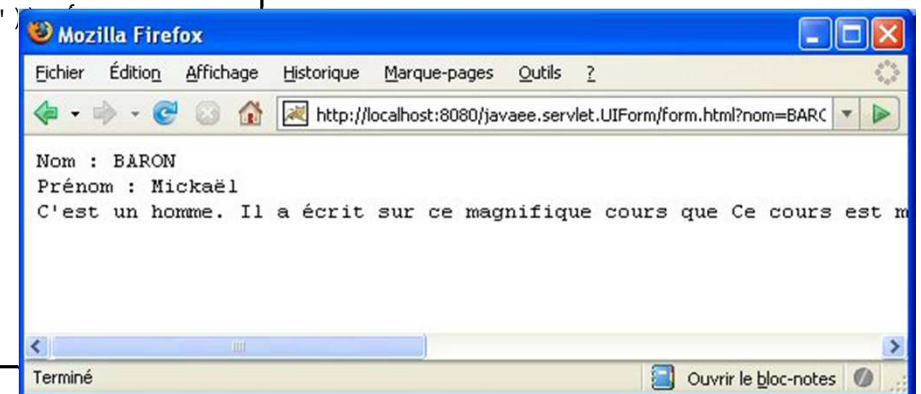 Mozilla Firefox
Fichier Édition Affichage Historique Marque-pages Outils ?
http://localhost:8080/javaee.servlet.UIForm/form.html?nom=BARO
Nom : BARON
Prénom : Mickaël
C'est un homme. Il a écrit sur ce magnifique cours que Ce cours est m
Terminé Ouvrir le bloc-notes